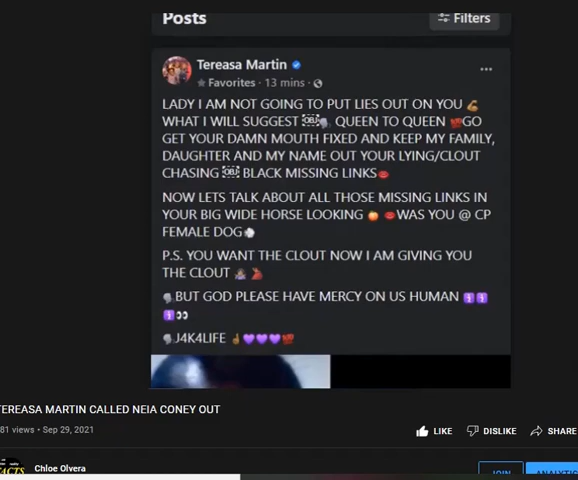 Posts
Filters
Tereasa Martin
Favorites · 13 mins ·
LADY I AM NOT GOING TO PUT LIES OUT ON YOU 💪🏾
WHAT I WILL SUGGEST OBJ🗣 QUEEN TO QUEEN 👹GO
GET YOUR DAMN MOUTH FIXED AND KEEP MY FAMILY,
DAUGHTER AND MY NAME OUT YOUR LYING/CLOUT
CHASING OBJ BLACK MISSING LINKS👄
NOW LETS TALK ABOUT ALL THOSE MISSING LINKS IN
YOUR BIG WIDE HORSE LOOKING 🍑 👄WAS YOU @ CP
FEMALE DOG💨
P.S. YOU WANT THE CLOUT NOW I AM GIVING YOU
THE CLOUT
🗣BUT GOD PLEASE HAVE MERCY ON US HUMAN
👀
🗣J4K4LIFE 💜💜💜👹
TEREASA MARTIN CALLED NEIA CONEY OUT
81 views • Sep 29, 2021
LIKE
DISLIKE
SHARE
FACTS
Chloe Olvera
JOIN
ANALYTICS